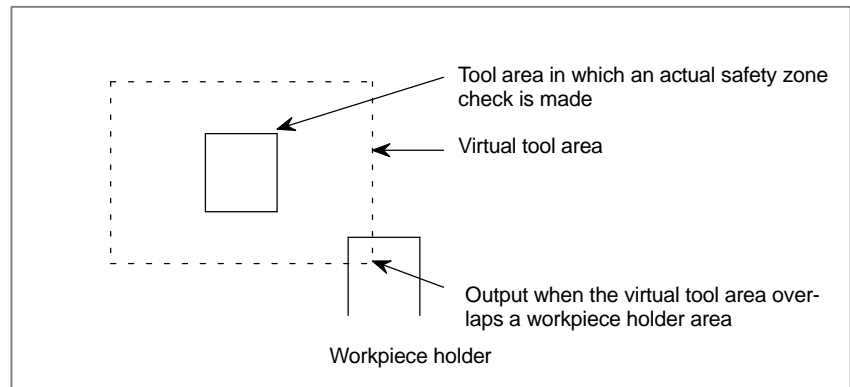 Tool area in which an actual safety zone
check is made
Virtual tool area
Output when the virtual tool area over-
laps a workpiece holder area
Workpiece holder